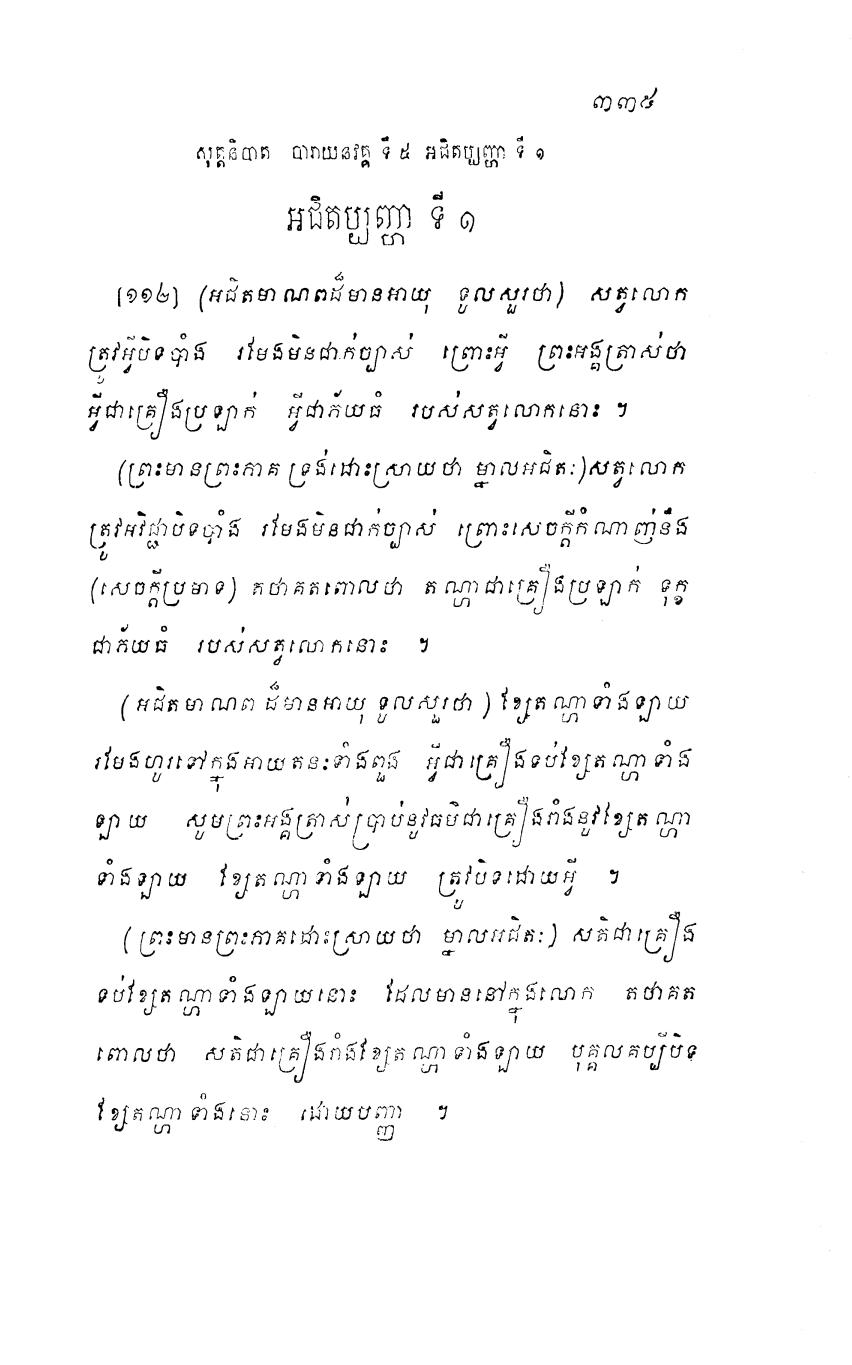 ៣៣៥
សុត្តនិបាត បារាយនវគ្គ ទី ៥ អជិតប្បញ្ហា ទី ១
អជិតប្បញ្ហា ទី ១
[១១២] (អជិតមាណពដ៏មានអាយុ ទូលសួរថា) សត្វលោក
ត្រូវអ្វីបិទបាំង រមែងមិនជាក់ច្បាស់ ព្រោះអ្វី ព្រះអង្គត្រាស់ថា
អ្វីជាគ្រឿងប្រឡាក់ អ្វីជាភ័យធំ របស់សត្វលោកនោះ ។
(ព្រះមានព្រះភាគ ទ្រង់ដោះស្រាយថា ម្នាលអជិតៈ)សត្វលោក
ត្រូវអវិជ្ជាបិទបាំង រមែងមិនជាក់ច្បាស់ ព្រោះសេចក្តីកំណាញ់នឹង
(សេចក្តីប្រមាទ) តថាគតពោលថា តណ្ហាជាគ្រឿងប្រឡាក់ ទុក្ខ
ជាភ័យធំ របស់សត្វលោកនោះ ។
(អជិតមាណព ដ៏មានអាយុ ទូលសួរថា) ខ្សែតណ្ហាទាំងឡាយ
រមែងហូរទៅក្នុងអាយតនៈទាំងពួង អ្វីជាគ្រឿងទប់ខ្សែតណ្ហាទាំង
ឡាយ សូមព្រះអង្គត្រាស់ប្រាប់នូវធម៌ជាគ្រឿងរាំងនូវខ្សែតណ្ហា
ទាំងឡាយ ខ្សែតណ្ហាទាំងឡាយ ត្រូវបិទដោយអ្វី ។
(ព្រះមានព្រះភាគដោះស្រាយថា ម្នាលអជិតៈ) សតិជាគ្រឿង
ទប់ខ្សែតណ្ហាទាំងឡាយនោះ ដែលមាននៅក្នុងលោក តថាគត
ពោលថា សតិជាគ្រឿងរាំងខ្សែតណ្ហាទាំងឡាយ បុគ្គលគប្បីបិទ
ខ្សែតណ្ហាទាំងនោះ ដោយបញ្ញា ។